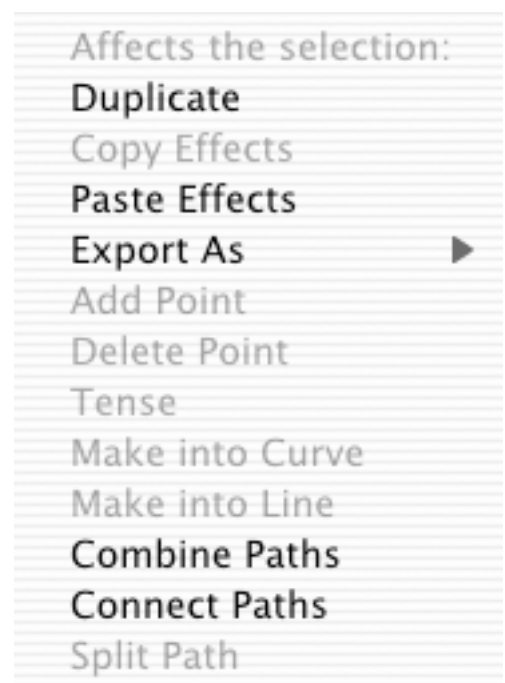 Affects the selection:
Duplicate
Copy Effects
Paste Effects
Export As
Add Point
Delete Point
Tense
Make into Curve
Make into Line
Combine Paths
Connect Paths
Split Path